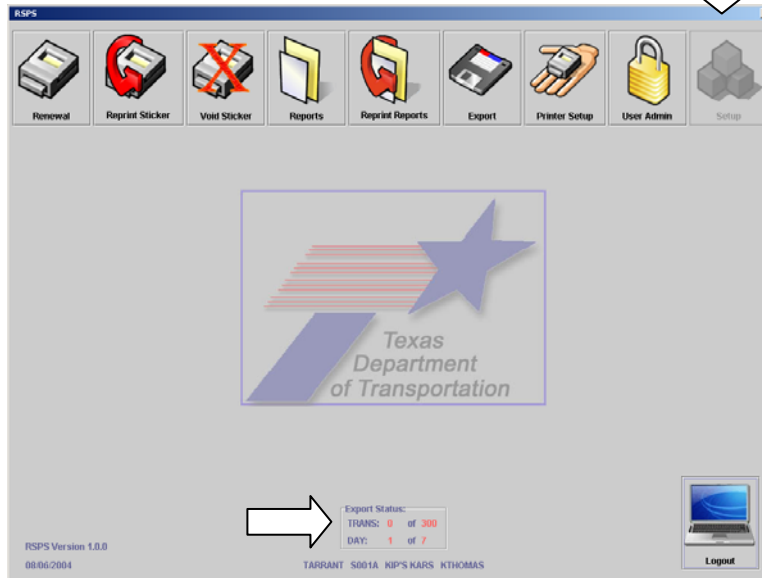 RSPS
Renewal
Reprint Sticker
Void Sticker
Reports
Reprint Reports
Export
Printer Setup
User Admin
Setup
Texas
Department
of Transportation
Export Status:
TRANS: 0 of 300
DAY: 1 of 7
RSPS Version 1.0.0
08/06/2004
TARRANT S001A KIP'S KARS KTHOMAS
Logout